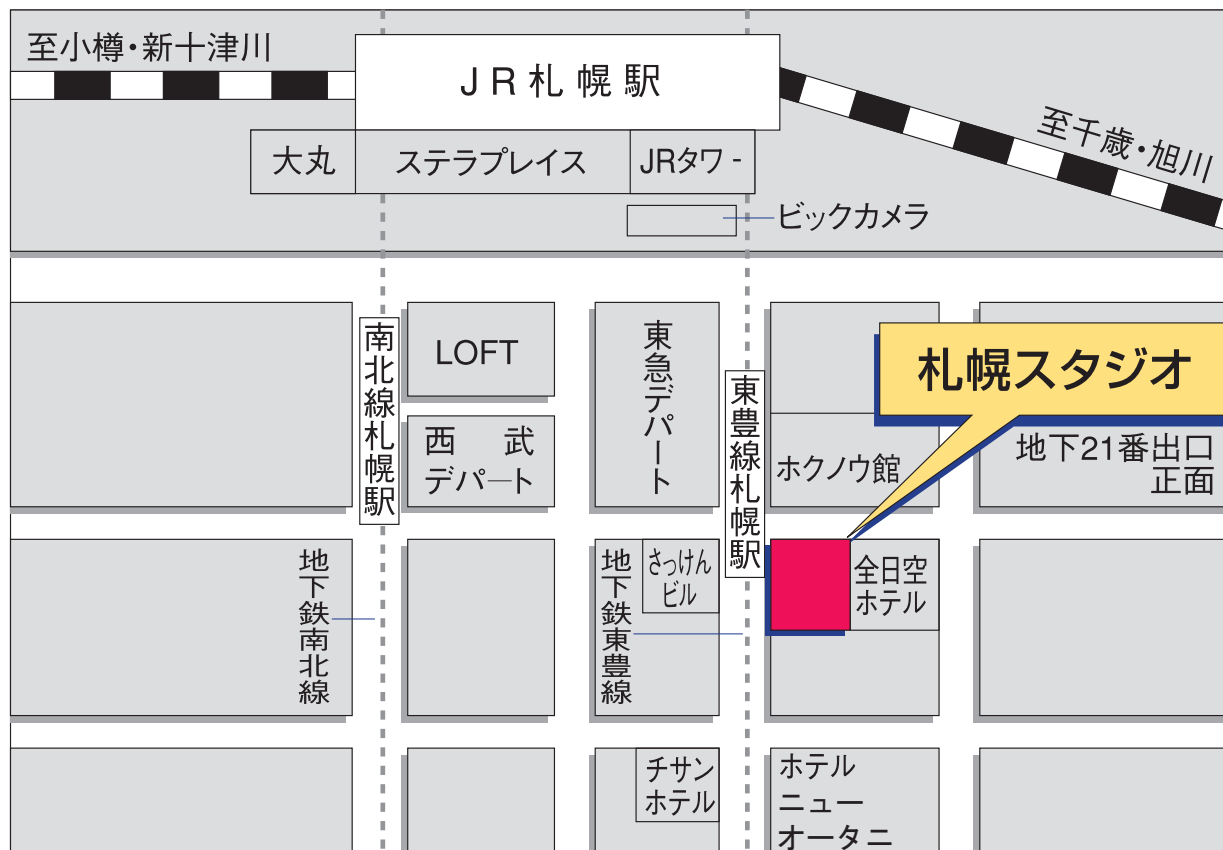 至小樽・新十津川
JR札幌駅
至千歳・旭川
大丸
ステラプレイス
JRタワー
ビックカメラ
南北線札幌駅
LOFT
西武
デパート
東急デパート
東豊線札幌駅
札幌スタジオ
地下21番出口
正面
ホクノウ館
地下鉄南北線
地下鉄東豊線
さっけん
ビル
全日空
ホテル
チサン
ホテル
ホテル
ニュー
オータニ